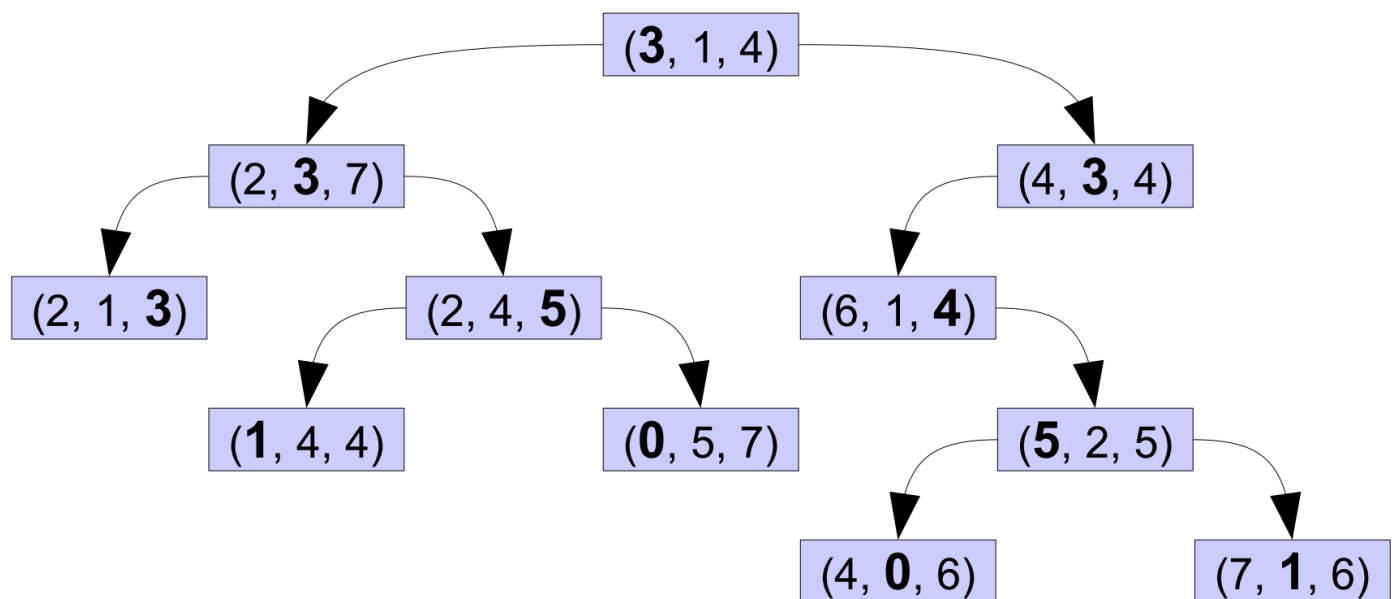 (3, 1, 4)
(2, 3, 7)
(4, 3, 4)
(2, 1, 3)
(2, 4, 5)
(6, 1, 4)
(1, 4, 4)
(0, 5, 7)
(5, 2, 5)
(4, 0, 6)
(7, 1, 6)